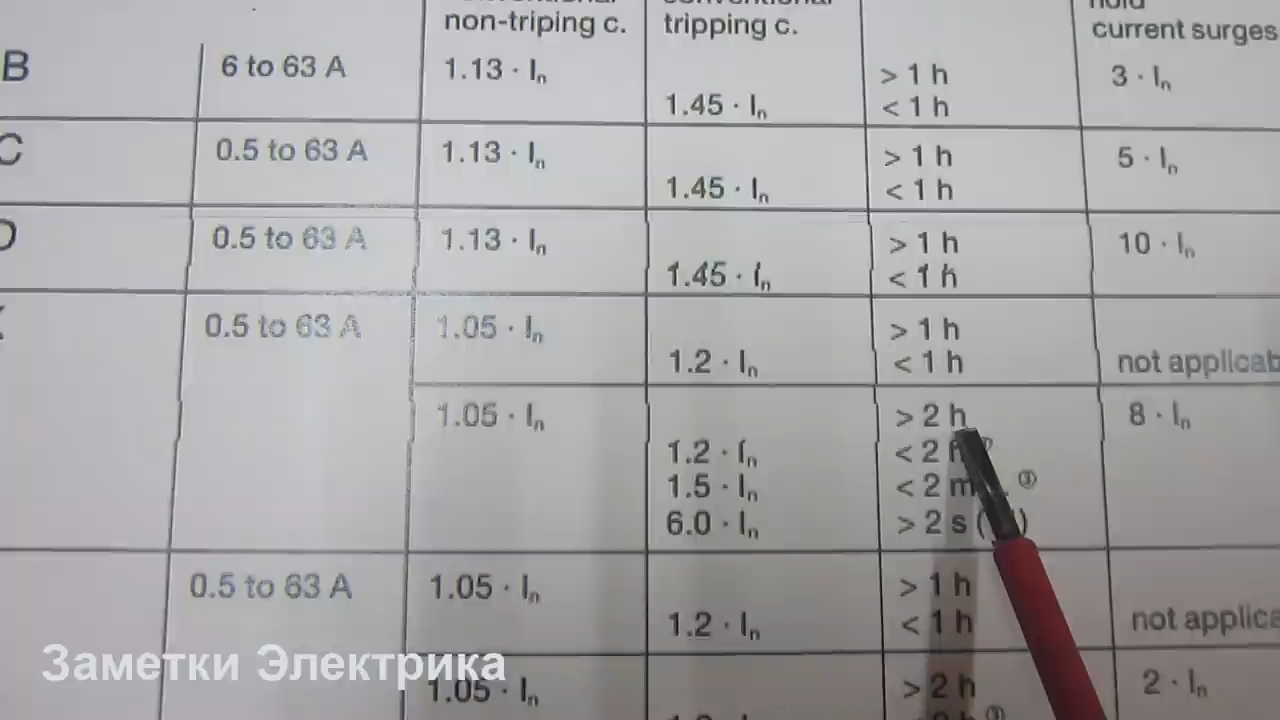 non-triping c. tripping c.
current surges
B 6 to 63 A 1.13 · In > 1 h 3 · In
1.45 · In < 1 h
C 0.5 to 63 A 1.13 · In > 1 h 5 · In
1.45 · In < 1 h
D 0.5 to 63 A 1.13 · In > 1 h 10 · In
1.45 · In < 1 h
0.5 to 63 A 1.05 · In > 1 h
1.2 · In < 1 h not
1.05 · In > 2 h 8 · In
1.2 · In < 2
1.5 · In < 2 ③
6.0 · In > 2 s
0.5 to 63 A 1.05 · In > 1 h
1.2 · In < 1 h not
Заметки Электрика
1.05 · In > 2 h 2 · In